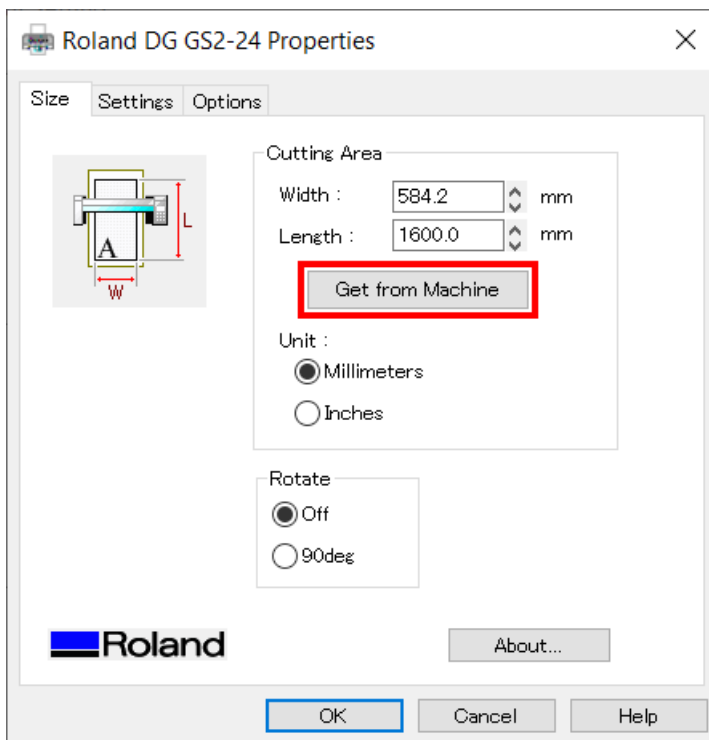 Roland DG GS2-24 Properties
Size Settings Options
Cutting Area
Width : 584.2 mm
Length : 1600.0 mm
Get from Machine
Unit :
Millimeters
Inches
L
A
W
Rotate
Off
90deg
Roland
About...
OK Cancel Help